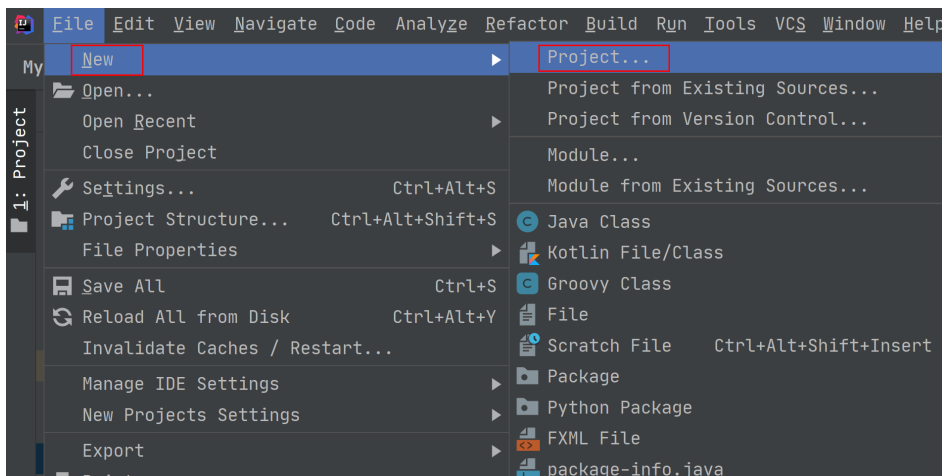 File Edit View Navigate Code Analyze Refactor Build Run Tools VCS Window Help
My
1: Project
New
Open...
Open Recent
Close Project
Settings... Ctrl+Alt+S
Project Structure... Ctrl+Alt+Shift+S
File Properties
Save All Ctrl+S
Reload All from Disk Ctrl+Alt+Y
Invalidate Caches / Restart...
Manage IDE Settings
New Projects Settings
Export
Project...
Project from Existing Sources...
Project from Version Control...
Module...
Module from Existing Sources...
Java Class
Kotlin File/Class
Groovy Class
File
Scratch File Ctrl+Alt+Shift+Insert
Package
Python Package
FXML File
package-info.java